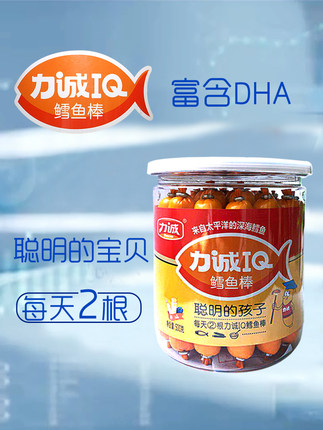 力诚IQ
鳕鱼棒
富含DHA
聪明的宝贝
每天2根
力诚
来自太平洋的深海鳕鱼
力诚IQ
鳕鱼棒
聪明的孩子
每天②根力诚IQ鳕鱼棒